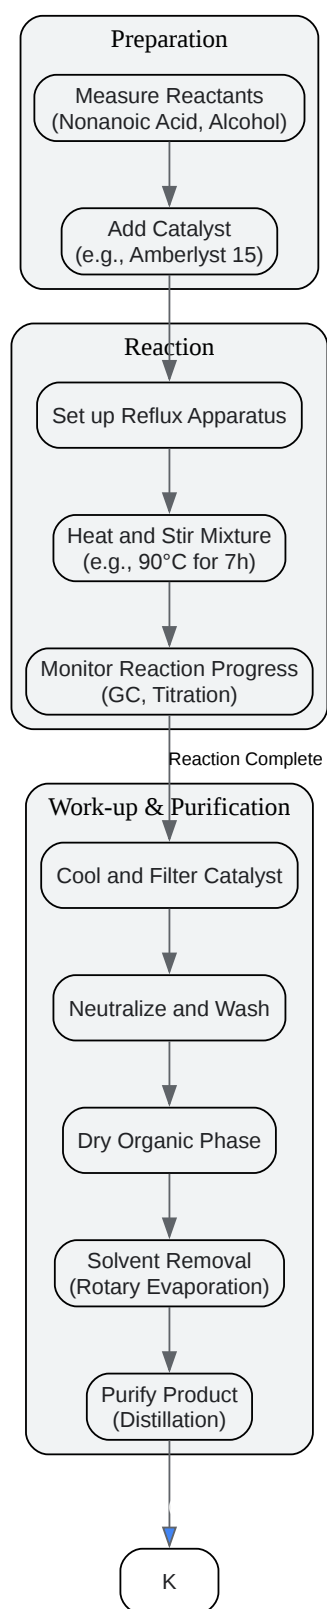 Preparation
Measure Reactants
(Nonanoic Acid, Alcohol)
Add Catalyst
(e.g., Amberlyst 15)
Reaction
Set up Reflux Apparatus
Heat and Stir Mixture
(e.g., 90°C for 7h)
Monitor Reaction Progress
(GC, Titration)
Reaction Complete
Work-up & Purification
Cool and Filter Catalyst
Neutralize and Wash
Dry Organic Phase
Solvent Removal
(Rotary Evaporation)
Purify Product
(Distillation)
K